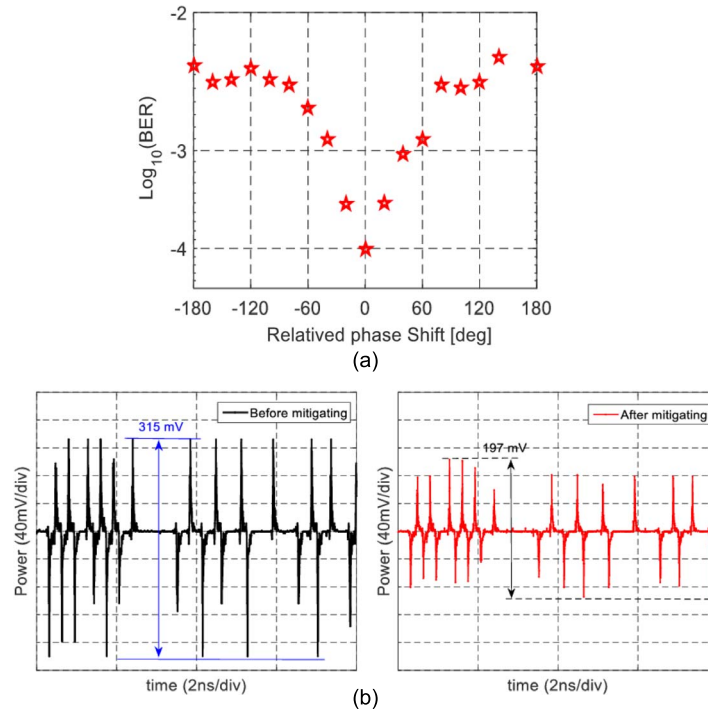 -2
-3
-4
Log10(BER)
-180 -120 -60 0 60 120 180
Relatived phase Shift [deg]
(a)
Before mitigating
315 mV
Power (40mV/div)
time (2ns/div)
After mitigating
197 mV
Power (40mV/div)
time (2ns/div)
(b)